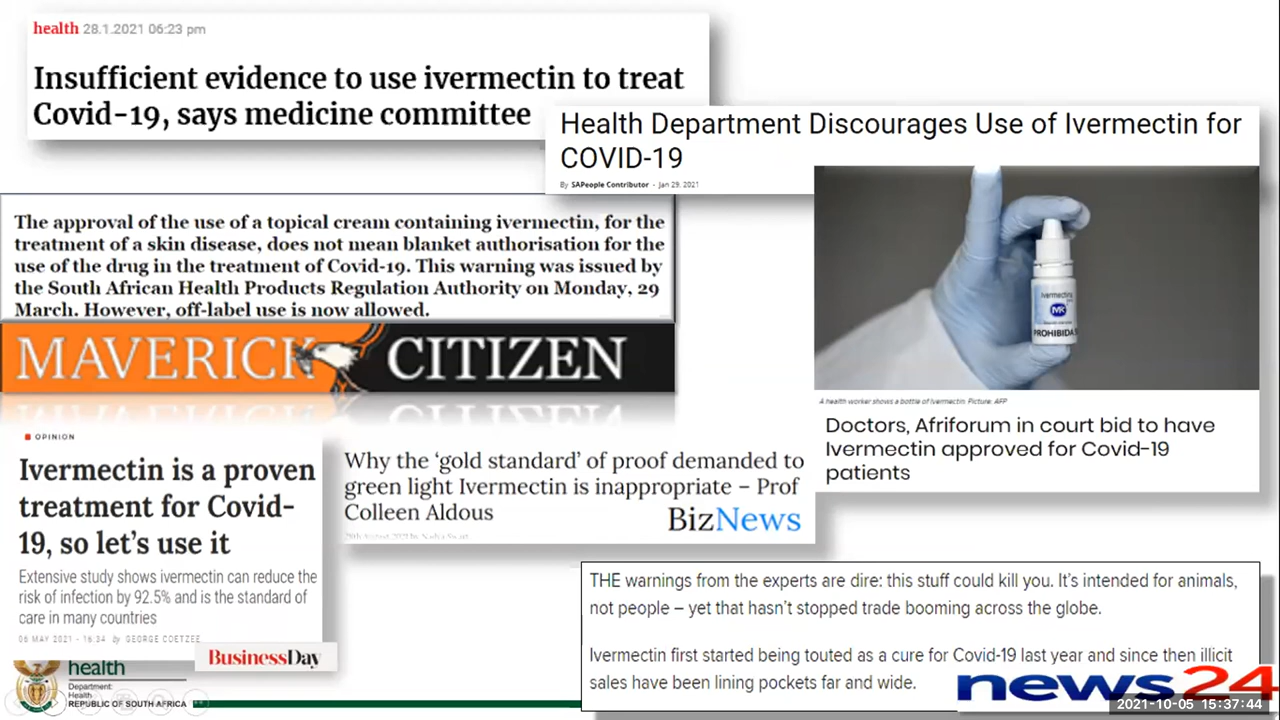 health 28.1.2021 06:23 pm
Insufficient evidence to use ivermectin to treat
Covid-19, says medicine committee
Health Department Discourages Use of Ivermectin for
COVID-19
By SAPeople Contributor - Jan 29, 2021
The approval of the use of a topical cream containing ivermectin, for the
treatment of a skin disease, does not mean blanket authorisation for the
use of the drug in the treatment of Covid-19. This warning was issued by
the South African Health Products Regulation Authority on Monday, 29
March. However, off-label use is now allowed.
MAVERICK CITIZEN
Ivermectina
MK
PROHIBIDA
A health worker shows a bottle of Ivermectin. Picture: AFP
Doctors, Afriforum in court bid to have
Ivermectin approved for Covid-19
patients
OPINION
Ivermectin is a proven
treatment for Covid-
19, so let's use it
Extensive study shows ivermectin can reduce the
risk of infection by 92.5% and is the standard of
care in many countries
06 MAY 2021 - 16:34 by GEORGE COETZEE
BusinessDay
Why the ‘gold standard’ of proof demanded to
green light Ivermectin is inappropriate – Prof
Colleen Aldous
BizNews
THE warnings from the experts are dire: this stuff could kill you. It’s intended for animals,
not people – yet that hasn’t stopped trade booming across the globe.
Ivermectin first started being touted as a cure for Covid-19 last year and since then illicit
sales have been lining pockets far and wide.
news24
health
Department:
Health
REPUBLIC OF SOUTH AFRICA
2021-10-05 15:37:44